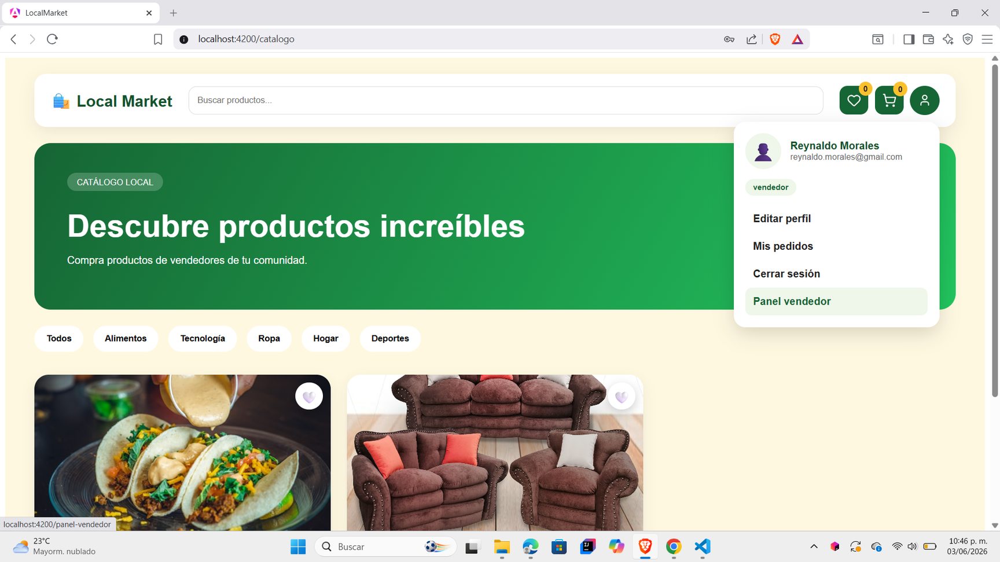 LocalMarket
localhost:4200/catalogo
Local Market
Buscar productos...
0
0
Reynaldo Morales
reynaldo.morales@gmail.com
vendedor
Editar perfil
Mis pedidos
Cerrar sesión
Panel vendedor
CATÁLOGO LOCAL
Descubre productos increíbles
Compra productos de vendedores de tu comunidad.
Todos
Alimentos
Tecnología
Ropa
Hogar
Deportes
localhost:4200/panel-vendedor
23°C
Mayorm. nublado
Buscar
10:46 p. m.
03/06/2026